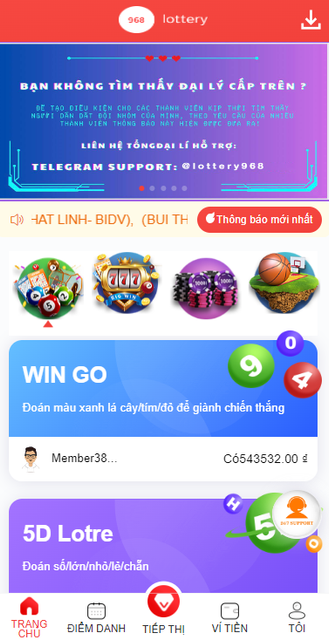 968 lottery
BẠN KHÔNG TÌM THẤY ĐẠI LÝ CẤP TRÊN ?
ĐỂ TẠO ĐIỀU KIỆN CHO CÁC THÀNH VIÊN KỊP THỜI TÌM THẤY
NGƯỜI DẪN DẮT ĐỘI NHÓM CỦA MÌNH, THEO YÊU CẦU CỦA NHIỀU
THÀNH VIÊN THÔNG BÁO NÀY HIỆN ĐƯỢC ĐƯA RA!
LIÊN HỆ TỔNG ĐẠI LÍ HỖ TRỢ:
TELEGRAM SUPPORT: @lottery968
HAT LINH- BIDV), (BUI TH
Thông báo mới nhất
BIG WIN
4 5 2
WIN GO
Đoán màu xanh lá cây/tím/đỏ để giành chiến thắng
0
9
4
Member38...
Có543532.00 ₫
5D Lotre
Đoán số/lớn/nhỏ/lẻ/chẵn
H
5
24/7 SUPPORT
O
TRANG CHỦ
ĐIỂM DANH
TIẾP THỊ
VÍ TIỀN
TÔI